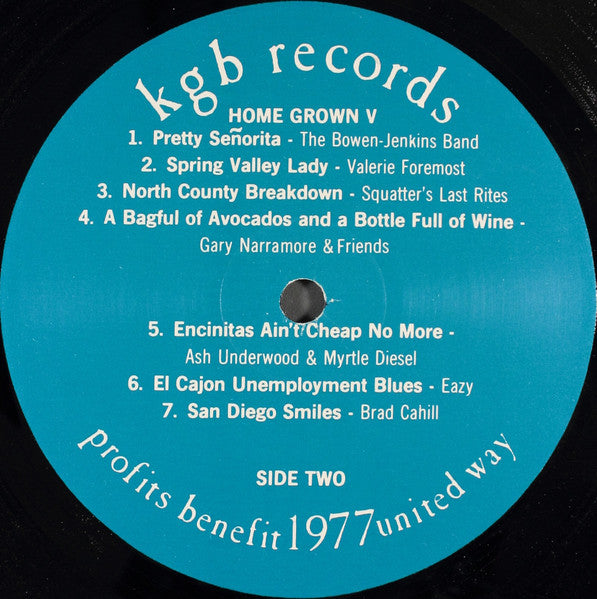 kgb records
HOME GROWN V
1. Pretty Señorita - The Bowen-Jenkins Band
2. Spring Valley Lady - Valerie Foremost
3. North County Breakdown - Squatter's Last Rites
4. A Bagful of Avocados and a Bottle Full of Wine -
Gary Narramore & Friends
5. Encinitas Ain't Cheap No More -
Ash Underwood & Myrtle Diesel
6. El Cajon Unemployment Blues - Eazy
7. San Diego Smiles - Brad Cahill
SIDE TWO
profits benefit 1977 united way